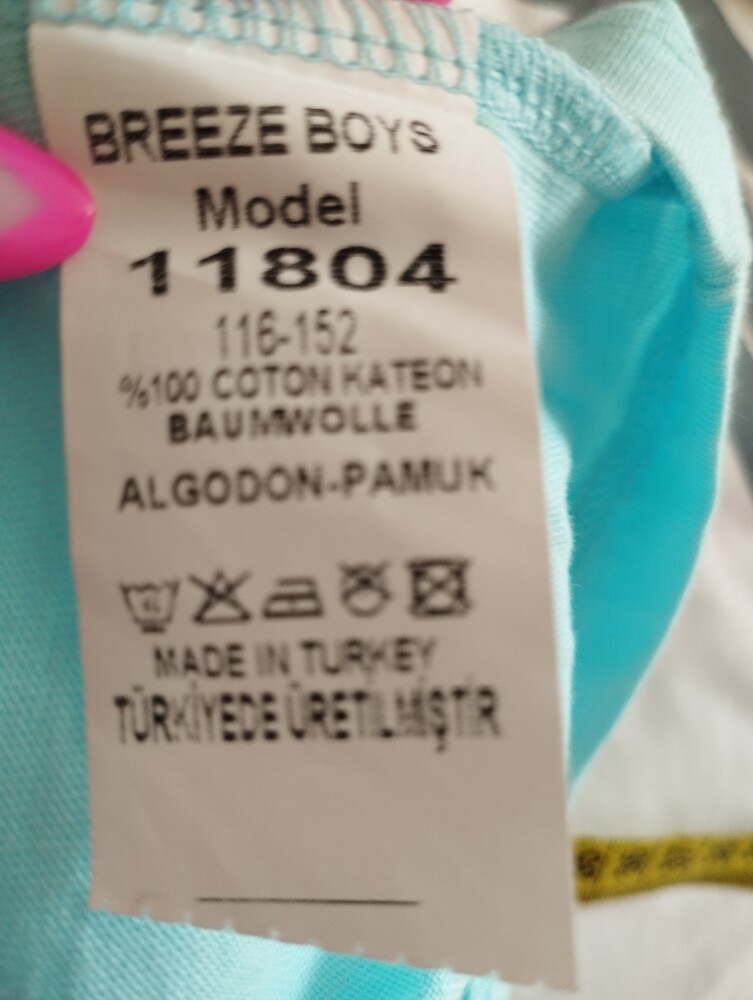 BREEZE BOYS
Model
11804
116-152
%100 COTON KATEON
BAUMWOLLE
ALGODON-PAMUK
MADE IN TURKEY
TÜRKİYEDE ÜRETİLMİŞTİR